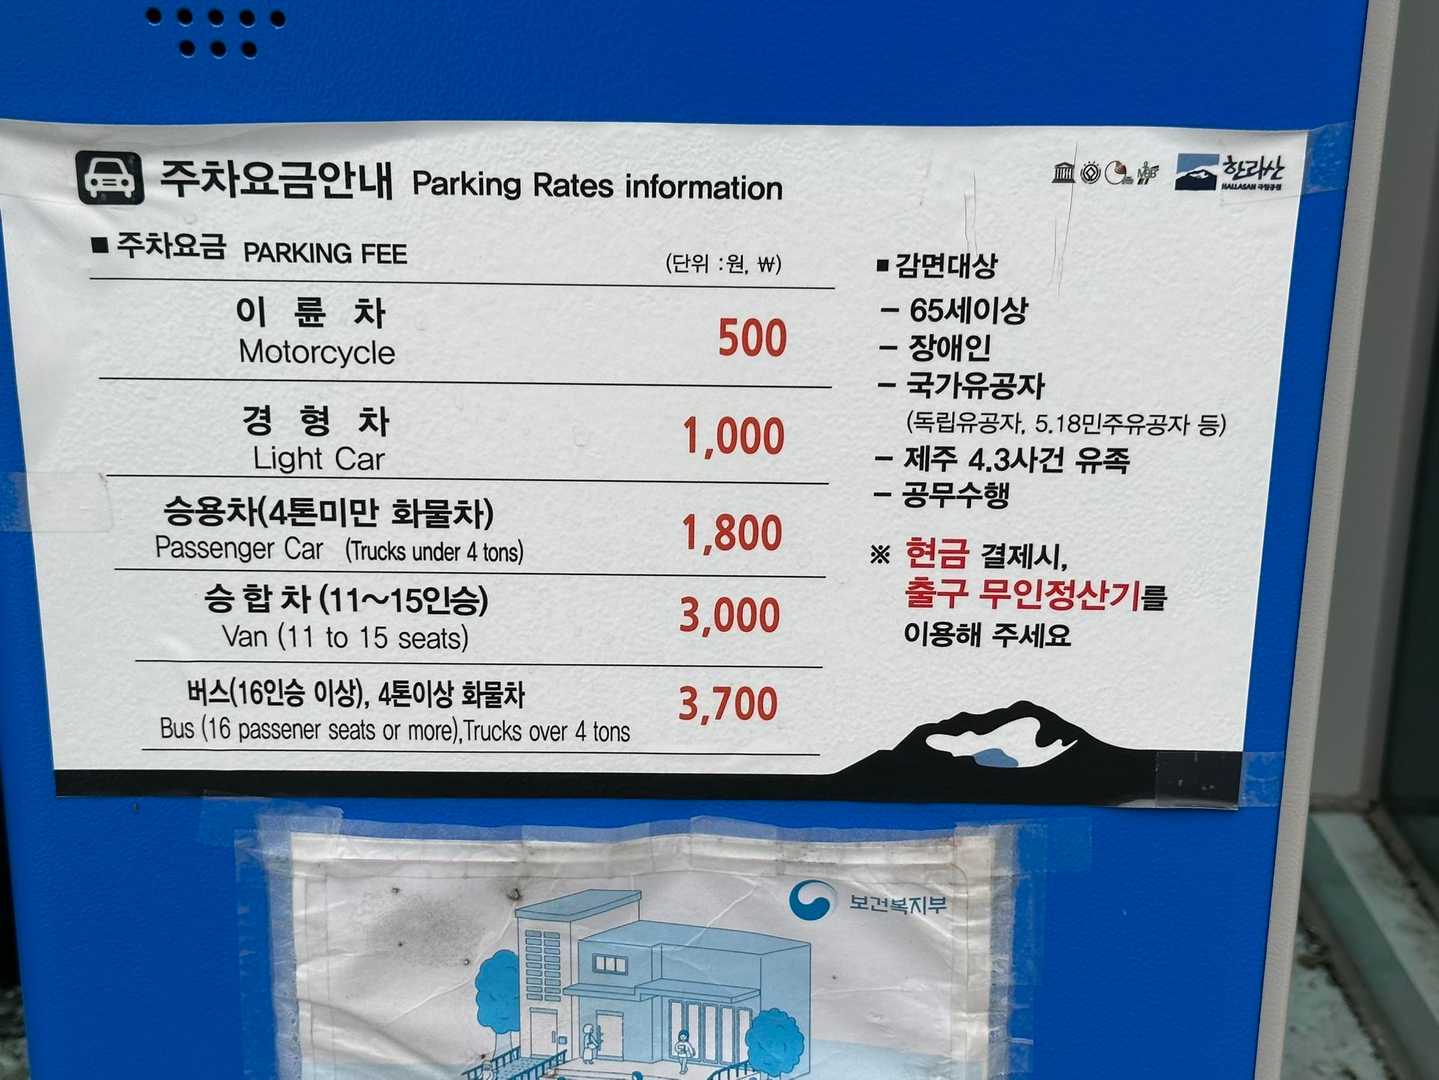 주차요금안내 Parking Rates information
한라산
HALLASAN 국립공원
■ 주차요금 PARKING FEE
(단위 :원, ₩)
이 륜 차
Motorcycle
500
경 형 차
Light Car
1,000
승용차(4톤미만 화물차)
Passenger Car (Trucks under 4 tons)
1,800
승 합 차 (11~15인승)
Van (11 to 15 seats)
3,000
버스(16인승 이상), 4톤이상 화물차
Bus (16 passener seats or more),Trucks over 4 tons
3,700
■ 감면대상
- 65세이상
- 장애인
- 국가유공자
(독립유공자, 5.18민주유공자 등)
- 제주 4.3사건 유족
- 공무수행
※ 현금 결제시,
출구 무인정산기를
이용해 주세요
보건복지부